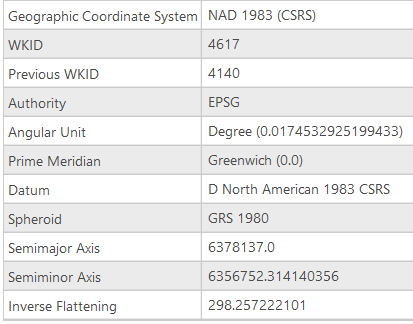 Geographic Coordinate System NAD 1983 (CSRS)
WKID 4617
Previous WKID 4140
Authority EPSG
Angular Unit Degree (0.0174532925199433)
Prime Meridian Greenwich (0.0)
Datum D North American 1983 CSRS
Spheroid GRS 1980
Semimajor Axis 6378137.0
Semiminor Axis 6356752.314140356
Inverse Flattening 298.257222101